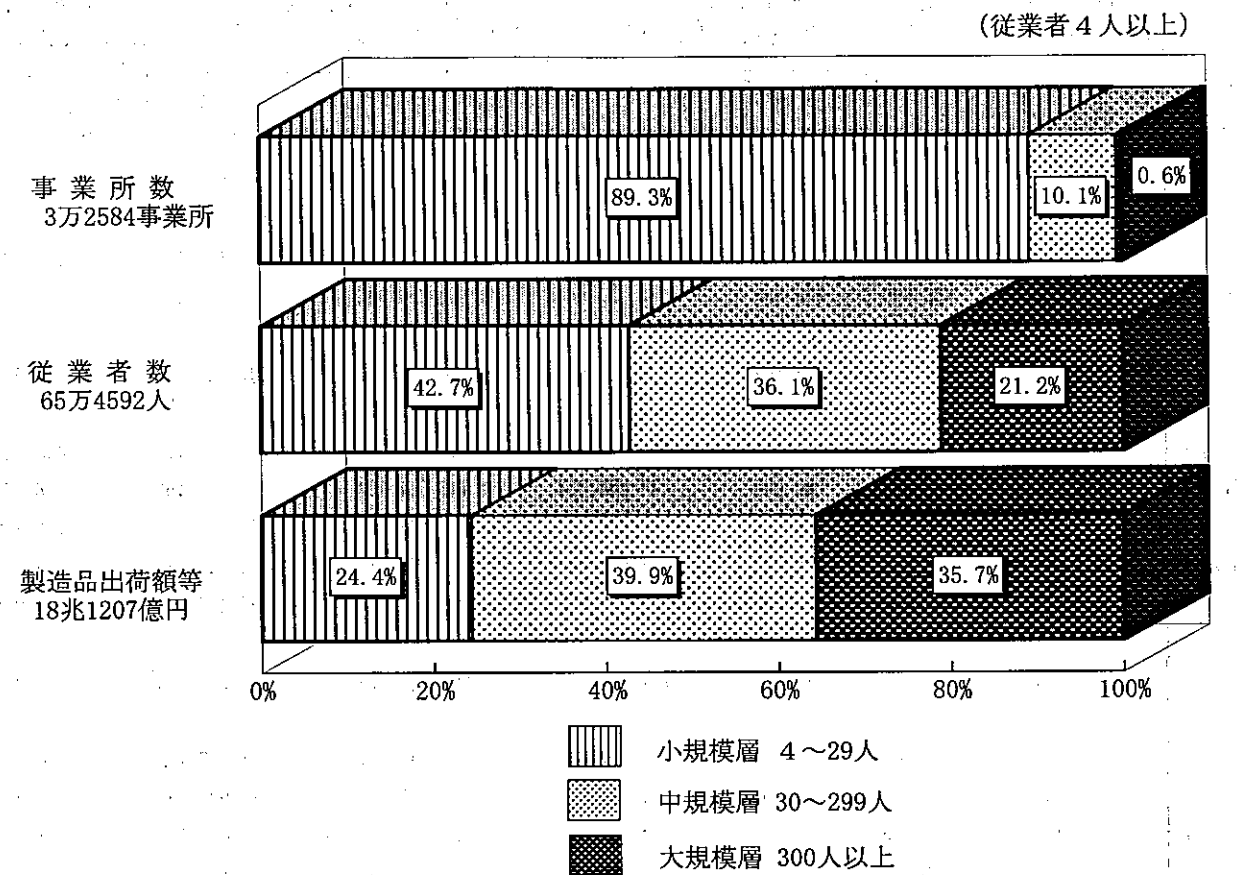 (従業者4人以上)
事業所数
3万2584事業所
89.3%
10.1%
0.6%
従業者数
65万4592人
42.7%
36.1%
21.2%
製造品出荷額等
18兆1207億円
24.4%
39.9%
35.7%
0%
20%
40%
60%
80%
100%
小規模層 4~29人
中規模層 30~299人
大規模層 300人以上